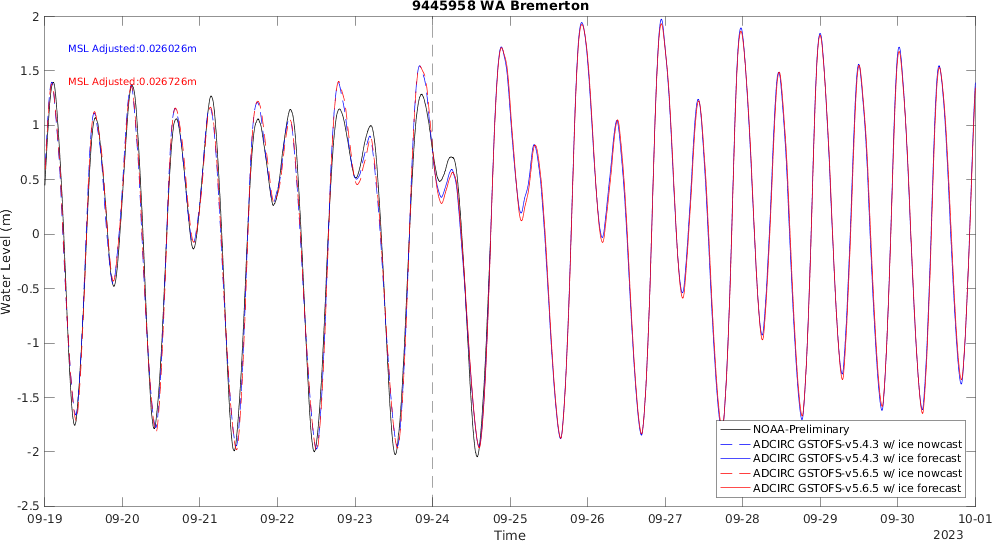 9445958 WA Bremerton
MSL Adjusted:0.026026m
MSL Adjusted:0.026726m
Water Level (m)
2
1.5
1
0.5
0
-0.5
-1
-1.5
-2
-2.5
NOAA-Preliminary
ADCIRC GSTOFS-v5.4.3 w/ ice nowcast
ADCIRC GSTOFS-v5.4.3 w/ ice forecast
ADCIRC GSTOFS-v5.6.5 w/ ice nowcast
ADCIRC GSTOFS-v5.6.5 w/ ice forecast
09-19 09-20 09-21 09-22 09-23 09-24 09-25 09-26 09-27 09-28 09-29 09-30 10-01
Time
2023